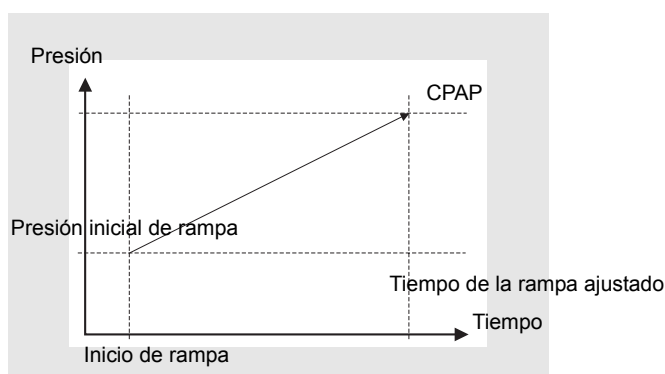 Presión
CPAP
Presión inicial de rampa
Tiempo de la rampa ajustado
Tiempo
Inicio de rampa